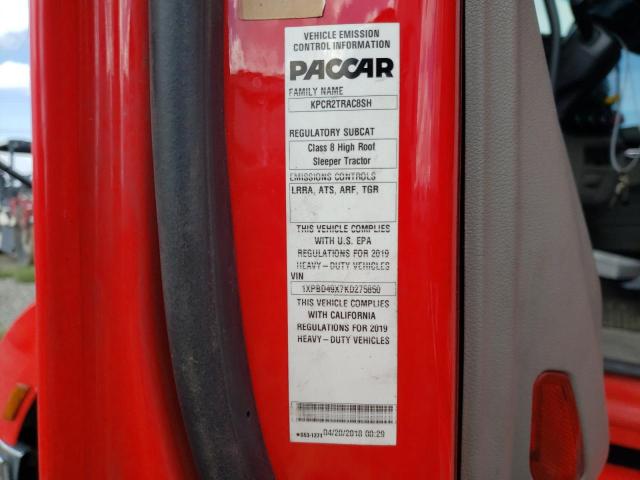 VEHICLE EMISSION
CONTROL INFORMATION
PACCAR
FAMILY NAME
KPCR2TRAC8SH
REGULATORY SUBCAT
Class 8 High Roof
Sleeper Tractor
EMISSIONS CONTROLS
LRRA, ATS, ARF, TGR
THIS VEHICLE COMPLIES
WITH U.S. EPA
REGULATIONS FOR 2019
HEAVY-DUTY VEHICLES
VIN
1XPBD49X7KD275850
THIS VEHICLE COMPLIES
WITH CALIFORNIA
REGULATIONS FOR 2019
HEAVY-DUTY VEHICLES
04/20/2018 00:29